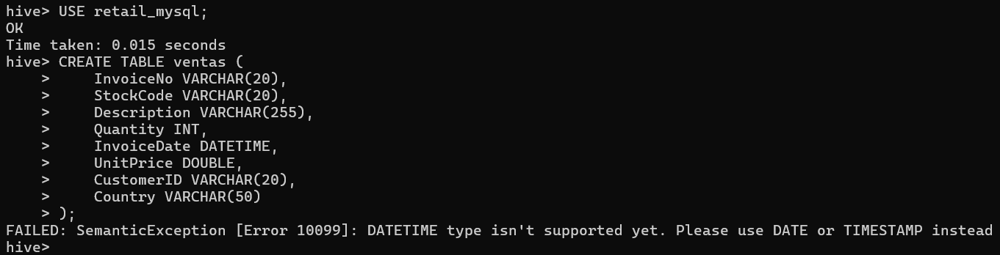 hive> USE retail_mysql;
OK
Time taken: 0.015 seconds
hive> CREATE TABLE ventas (
    >     InvoiceNo VARCHAR(20),
    >     StockCode VARCHAR(20),
    >     Description VARCHAR(255),
    >     Quantity INT,
    >     InvoiceDate DATETIME,
    >     UnitPrice DOUBLE,
    >     CustomerID VARCHAR(20),
    >     Country VARCHAR(50)
    > );
FAILED: SemanticException [Error 10099]: DATETIME type isn't supported yet. Please use DATE or TIMESTAMP instead
hive>